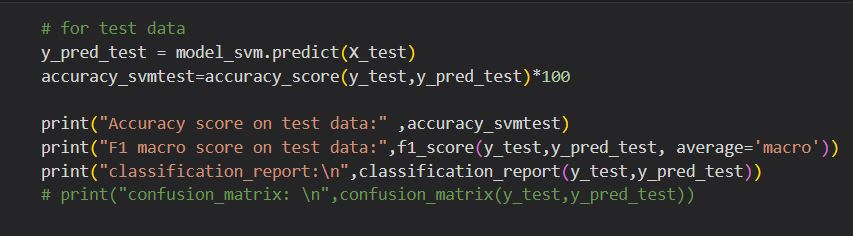 # for test data
y_pred_test = model_svm.predict(X_test)
accuracy_svmtest=accuracy_score(y_test,y_pred_test)*100
print("Accuracy score on test data:" ,accuracy_svmtest)
print("F1 macro score on test data:",f1_score(y_test,y_pred_test, average='macro'))
print("classification_report:\n",classification_report(y_test,y_pred_test))
# print("confusion_matrix: \n",confusion_matrix(y_test,y_pred_test))